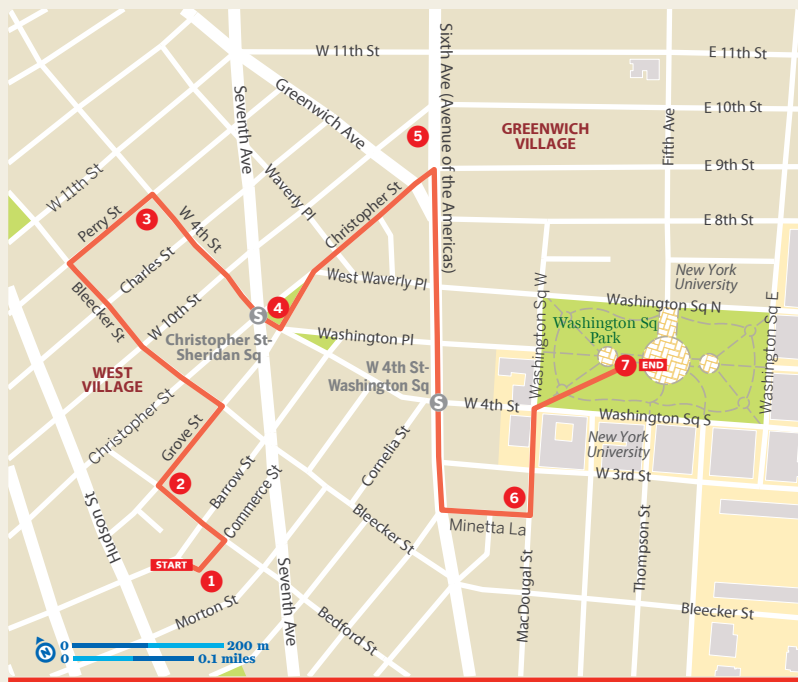 W 11th St
E 11th St
Seventh Ave
Greenwich Ave
Sixth Ave (Avenue of the Americas)
E 10th St
5
GREENWICH
VILLAGE
Fifth Ave
E 9th St
W 11th St
Waverly Pl
Perry St
3
W 4th St
Christopher St
E 8th St
Charles St
West Waverly Pl
New York
University
Bleecker St
W 10th St
4
S
Christopher St-
Sheridan Sq
Washington Pl
Washington Sq W
Washington Sq N
Washington Sq
Park
Washington Sq E
7
END
WEST
VILLAGE
W 4th St-
Washington Sq
S
W 4th St
Washington Sq S
Christopher St
Grove St
Cornelia St
New York
University
2
Barrow St
Commerce St
W 3rd St
Hudson St
6
Bleecker St
Minetta La
START
1
Seventh Ave
MacDougal St
Thompson St
Morton St
Bedford St
Bleecker St
N
0 200 m
0 0.1 miles